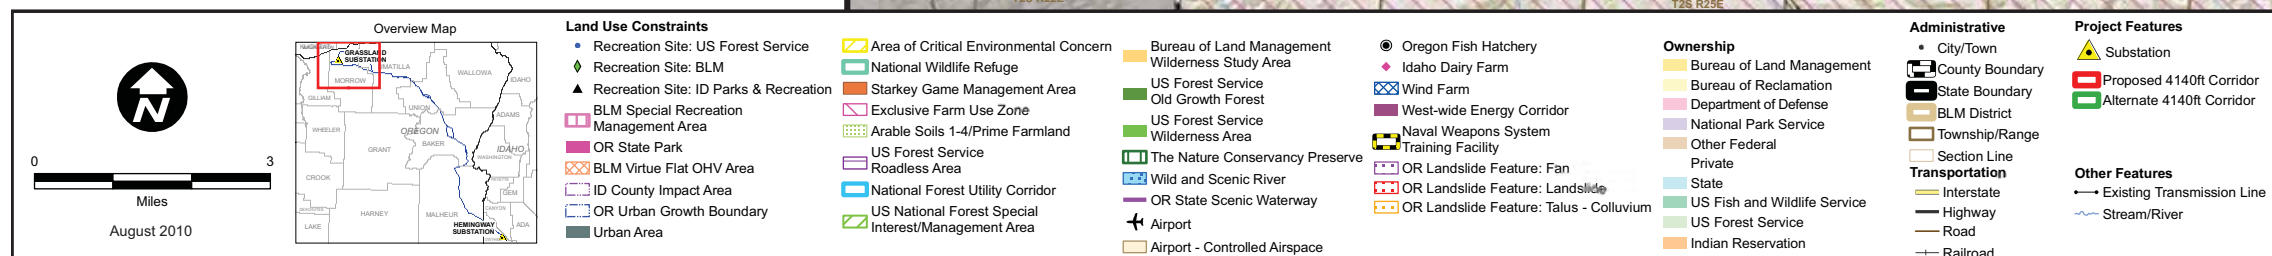 T2S R25E
N
0 3
Miles
August 2010
Overview Map
GRASSLAND
SUBSTATION
UMATILLA
MORROW
WALLOWA
IDAHO
GILLIAM
UNION
ADAMS
WHEELER
OREGON
GRANT
BAKER
IDAHO
WASHINGTON
CROOK
GEM
CANYON
HARNEY
MALHEUR
LAKE
ADA
HEMINGWAY
SUBSTATION
Land Use Constraints
Recreation Site: US Forest Service
Recreation Site: BLM
Recreation Site: ID Parks & Recreation
BLM Special Recreation
Management Area
OR State Park
BLM Virtue Flat OHV Area
ID County Impact Area
OR Urban Growth Boundary
Urban Area
Area of Critical Environmental Concern
National Wildlife Refuge
Starkey Game Management Area
Exclusive Farm Use Zone
Arable Soils 1-4/Prime Farmland
US Forest Service
Roadless Area
National Forest Utility Corridor
US National Forest Special
Interest/Management Area
Bureau of Land Management
Wilderness Study Area
US Forest Service
Old Growth Forest
US Forest Service
Wilderness Area
The Nature Conservancy Preserve
Wild and Scenic River
OR State Scenic Waterway
Airport
Airport - Controlled Airspace
Oregon Fish Hatchery
Idaho Dairy Farm
Wind Farm
West-wide Energy Corridor
Naval Weapons System
Training Facility
OR Landslide Feature: Fan
OR Landslide Feature: Landslide
OR Landslide Feature: Talus - Colluvium
Ownership
Bureau of Land Management
Bureau of Reclamation
Department of Defense
National Park Service
Other Federal
Private
State
US Fish and Wildlife Service
US Forest Service
Indian Reservation
Administrative
City/Town
County Boundary
State Boundary
BLM District
Township/Range
Section Line
Transportation
Interstate
Highway
Road
Railroad
Project Features
Substation
Proposed 4140ft Corridor
Alternate 4140ft Corridor
Other Features
Existing Transmission Line
Stream/River